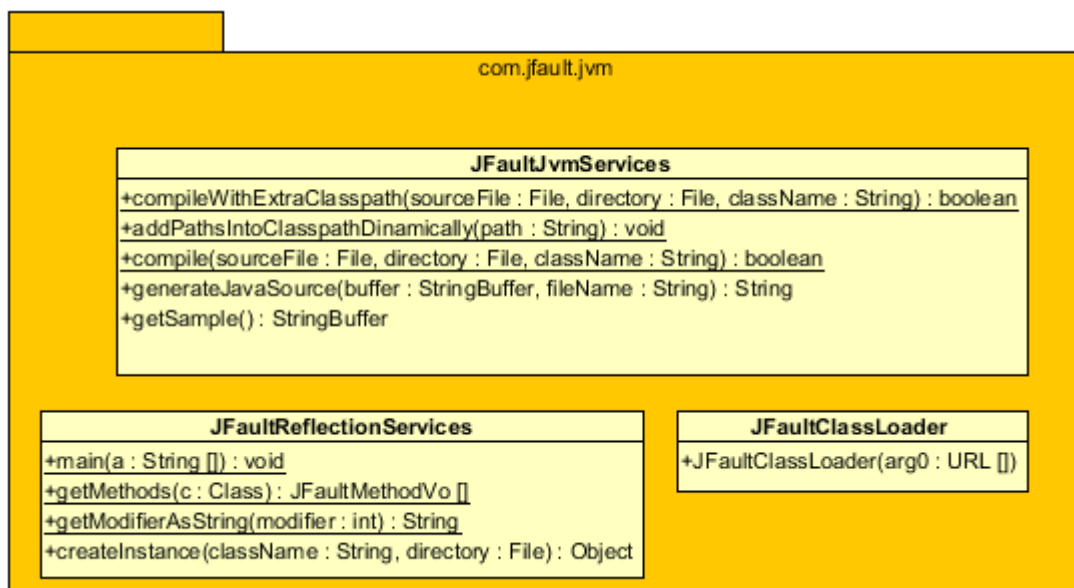 com.jfault.jvm
JFaultJvmServices
+compileWithExtraClasspath(sourceFile : File, directory : File, className : String) : boolean
+addPathsIntoClasspathDinamically(path : String) : void
+compile(sourceFile : File, directory : File, className : String) : boolean
+generateJavaSource(buffer : StringBuffer, fileName : String) : String
+getSample() : StringBuffer
JFaultReflectionServices
+main(a : String []) : void
+getMethods(c : Class) : JFaultMethodVo []
+getModifierAsString(modifier : int) : String
+createInstance(className : String, directory : File) : Object
JFaultClassLoader
+JFaultClassLoader(arg0 : URL [])